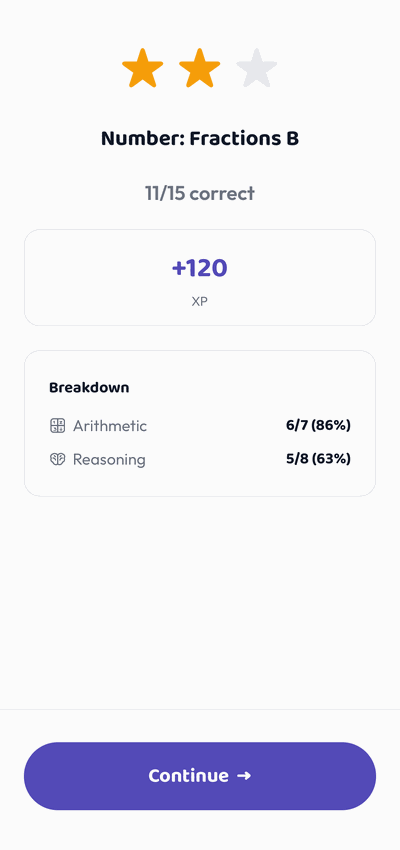 Number: Fractions B
11/15 correct
+120
XP
Breakdown
Arithmetic 6/7 (86%)
Reasoning 5/8 (63%)
Continue →